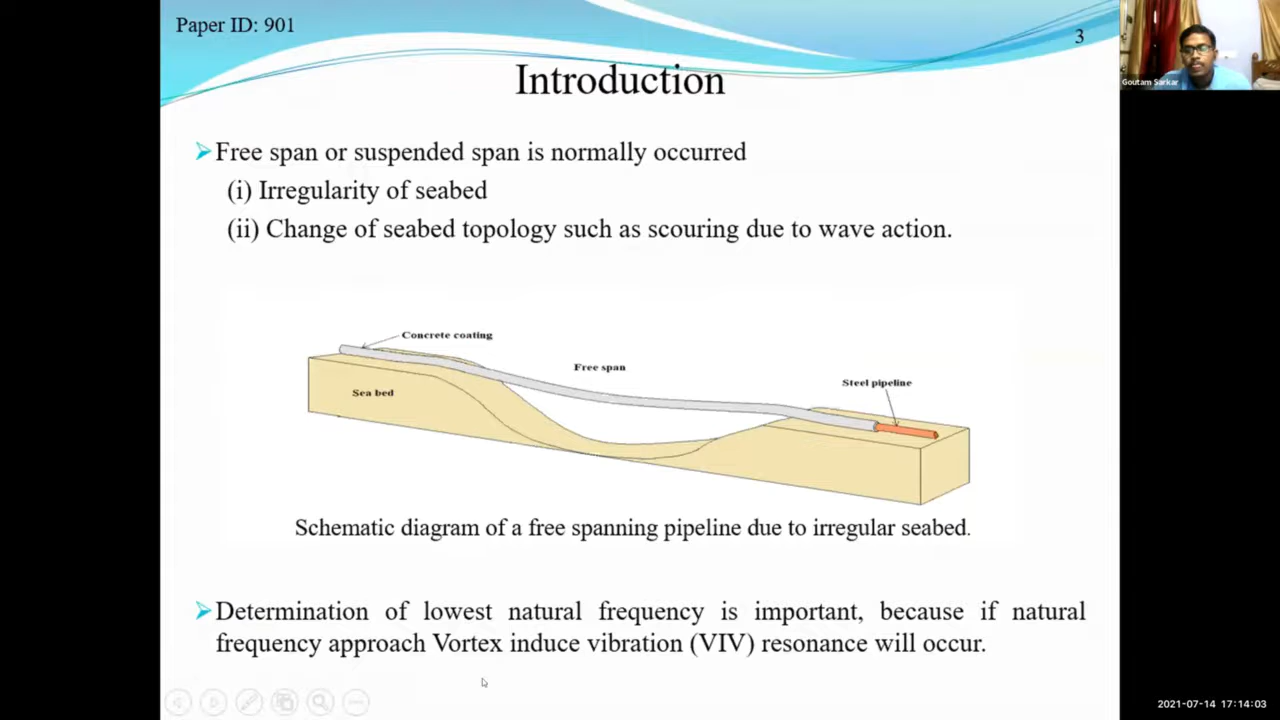 Paper ID: 901
3
Goutam Sarkar
Introduction
Free span or suspended span is normally occurred
(i) Irregularity of seabed
(ii) Change of seabed topology such as scouring due to wave action.
Concrete coating
Free span
Steel pipeline
Sea bed
Schematic diagram of a free spanning pipeline due to irregular seabed.
Determination of lowest natural frequency is important, because if natural
frequency approach Vortex induce vibration (VIV) resonance will occur.
2021-07-14 17:14:03